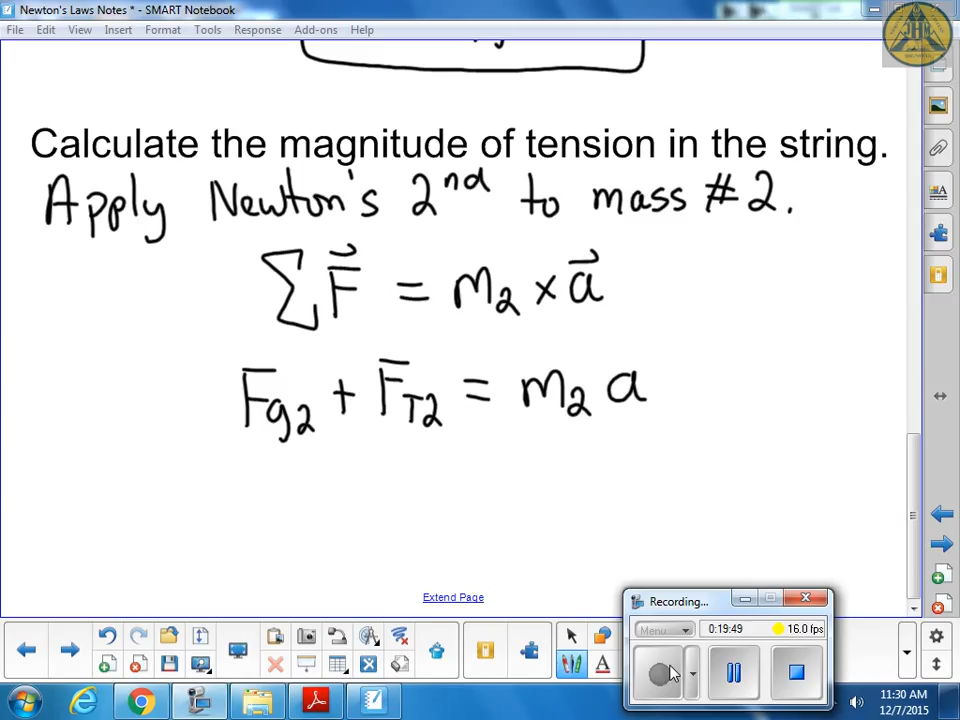 Newton's Laws Notes * - SMART Notebook
File Edit View Insert Format Tools Response Add-ons Help
Calculate the magnitude of tension in the string.
Apply Newton's 2nd to mass #2.
∑F⃗ = m₂ × a⃗
Fg2 + FT2 = m₂ a
Extend Page
Recording...
Menu 0:19:49 16.0 fps
11:30 AM
12/7/2015